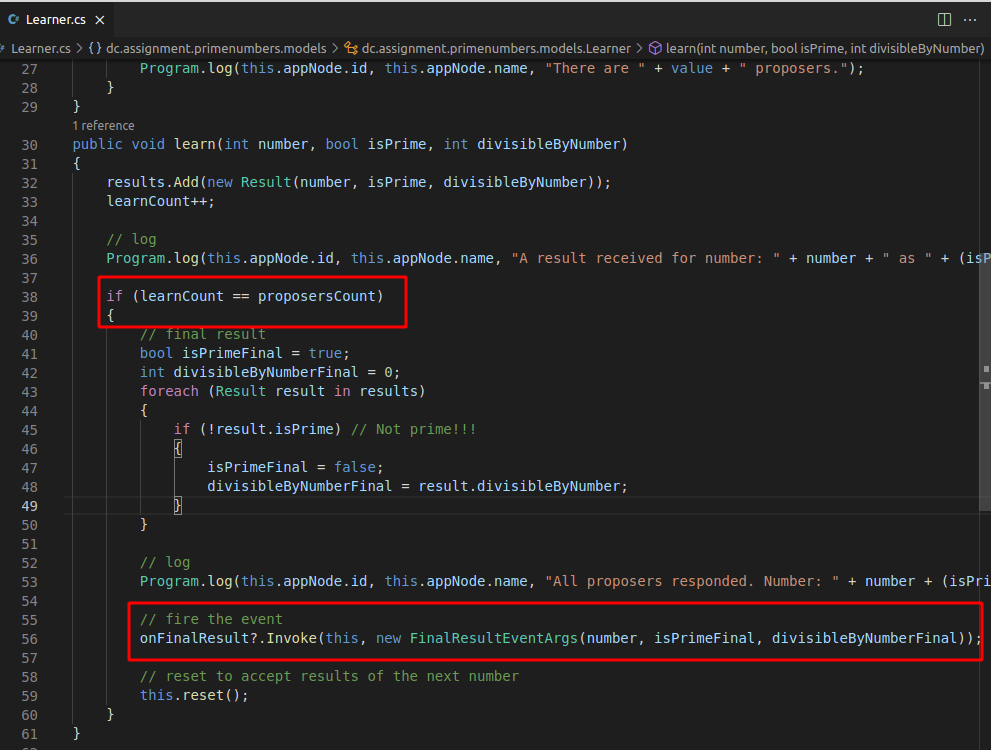 Learner.cs
Learner.cs > {} dc.assignment.primenumbers.models > dc.assignment.primenumbers.models.Learner > learn(int number, bool isPrime, int divisibleByNumber)
27 Program.log(this.appNode.id, this.appNode.name, "There are " + value + " proposers.");
28 }
29 }
1 reference
30 public void learn(int number, bool isPrime, int divisibleByNumber)
31 {
32 results.Add(new Result(number, isPrime, divisibleByNumber));
33 learnCount++;
34
35 // log
36 Program.log(this.appNode.id, this.appNode.name, "A result received for number: " + number + " as " + (isP
37
38 if (learnCount == proposersCount)
39 {
40 // final result
41 bool isPrimeFinal = true;
42 int divisibleByNumberFinal = 0;
43 foreach (Result result in results)
44 {
45 if (!result.isPrime) // Not prime!!!
46 {
47 isPrimeFinal = false;
48 divisibleByNumberFinal = result.divisibleByNumber;
49 }
50 }
51
52 // log
53 Program.log(this.appNode.id, this.appNode.name, "All proposers responded. Number: " + number + (isPri
54
55 // fire the event
56 onFinalResult?.Invoke(this, new FinalResultEventArgs(number, isPrimeFinal, divisibleByNumberFinal));
57
58 // reset to accept results of the next number
59 this.reset();
60 }
61 }